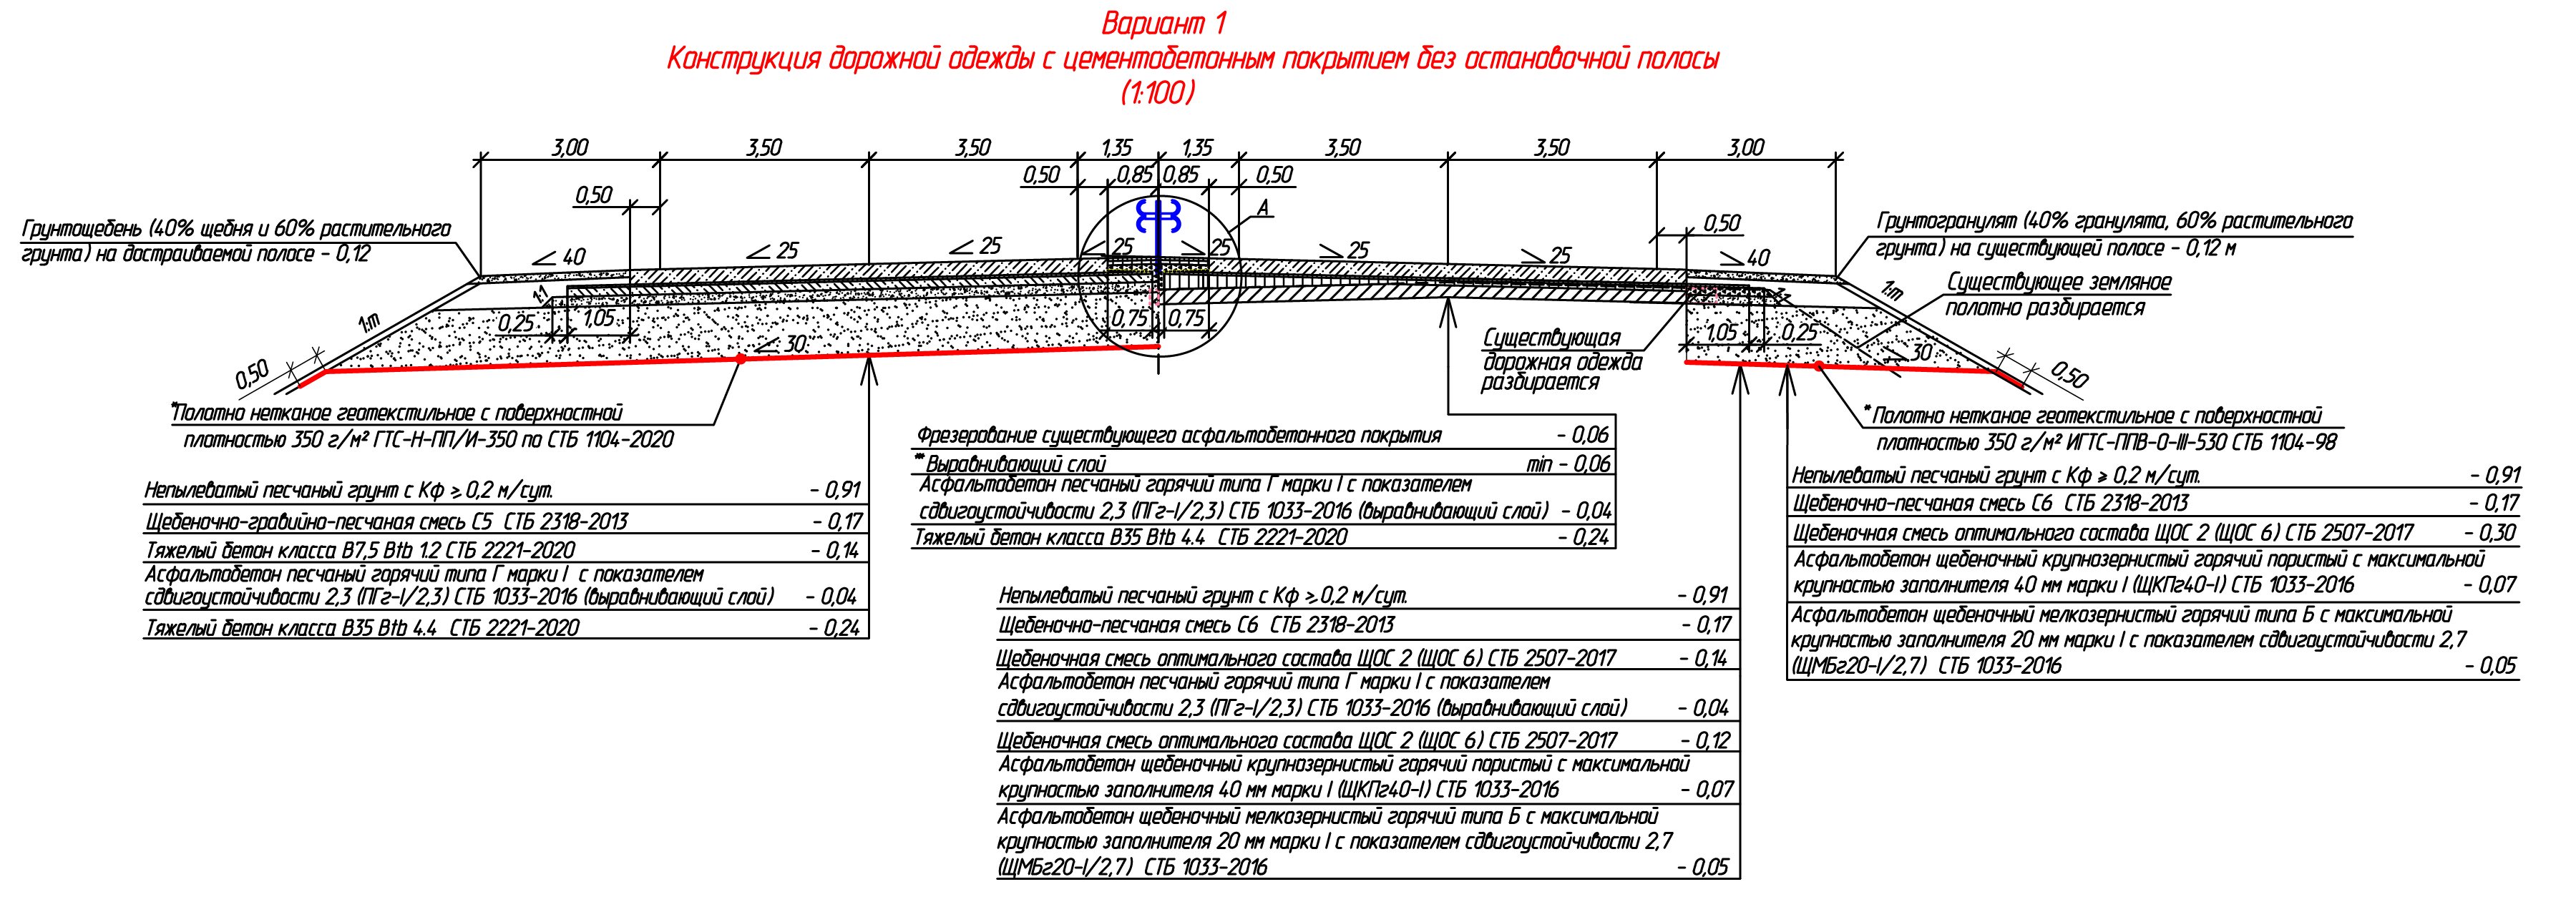 Вариант 1
Конструкция дорожной одежды с цементобетонным покрытием без остановочной полосы
(1:100)
3,00 3,50 3,50 1,35 1,35 3,50 3,50 3,00
0,50 0,85 0,85 0,50
0,50 А 0,50
Грунтощебень (40% щебня и 60% растительного
грунта) на достраиваемой полосе - 0,12
Грунтогранулят (40% гранулята, 60% растительного
грунта) на существующей полосе - 0,12 м
40 25 25 25 25 25 25 40
Существующее земляное
полотно разбирается
1:m 1:1 1:m
0,25 1,05 0,75 0,75 1,05 0,25
30 30
Существующая
дорожная одежда
разбирается
0,50 0,50
*Полотно нетканое геотекстильное с поверхностной
плотностью 350 г/м² ГТС-Н-ПП/И-350 по СТБ 1104-2020
*Полотно нетканое геотекстильное с поверхностной
плотностью 350 г/м² ИГТС-ППВ-О-III-530 СТБ 1104-98
Непылеватый песчаный грунт с Кф ≥ 0,2 м/сут. - 0,91
Щебеночно-гравийно-песчаная смесь С5 СТБ 2318-2013 - 0,17
Тяжелый бетон класса В7,5 Btb 1.2 СТБ 2221-2020 - 0,14
Асфальтобетон песчаный горячий типа Г марки I с показателем
сдвигоустойчивости 2,3 (ПГг-I/2,3) СТБ 1033-2016 (выравнивающий слой) - 0,04
Тяжелый бетон класса В35 Btb 4.4 СТБ 2221-2020 - 0,24
Фрезерование существующего асфальтобетонного покрытия - 0,06
**Выравнивающий слой min - 0,06
Асфальтобетон песчаный горячий типа Г марки I с показателем
сдвигоустойчивости 2,3 (ПГг-I/2,3) СТБ 1033-2016 (выравнивающий слой) - 0,04
Тяжелый бетон класса В35 Btb 4.4 СТБ 2221-2020 - 0,24
Непылеватый песчаный грунт с Кф ≥ 0,2 м/сут. - 0,91
Щебеночно-песчаная смесь С6 СТБ 2318-2013 - 0,17
Щебеночная смесь оптимального состава ЩОС 2 (ЩОС 6) СТБ 2507-2017 - 0,14
Асфальтобетон песчаный горячий типа Г марки I с показателем
сдвигоустойчивости 2,3 (ПГг-I/2,3) СТБ 1033-2016 (выравнивающий слой) - 0,04
Щебеночная смесь оптимального состава ЩОС 2 (ЩОС 6) СТБ 2507-2017 - 0,12
Асфальтобетон щебеночный крупнозернистый горячий пористый с максимальной
крупностью заполнителя 40 мм марки I (ЩКПг40-I) СТБ 1033-2016 - 0,07
Асфальтобетон щебеночный мелкозернистый горячий типа Б с максимальной
крупностью заполнителя 20 мм марки I с показателем сдвигоустойчивости 2,7
(ЩМБг20-I/2,7) СТБ 1033-2016 - 0,05
Непылеватый песчаный грунт с Кф ≥ 0,2 м/сут. - 0,91
Щебеночно-песчаная смесь С6 СТБ 2318-2013 - 0,17
Щебеночная смесь оптимального состава ЩОС 2 (ЩОС 6) СТБ 2507-2017 - 0,30
Асфальтобетон щебеночный крупнозернистый горячий пористый с максимальной
крупностью заполнителя 40 мм марки I (ЩКПг40-I) СТБ 1033-2016 - 0,07
Асфальтобетон щебеночный мелкозернистый горячий типа Б с максимальной
крупностью заполнителя 20 мм марки I с показателем сдвигоустойчивости 2,7
(ЩМБг20-I/2,7) СТБ 1033-2016 - 0,05